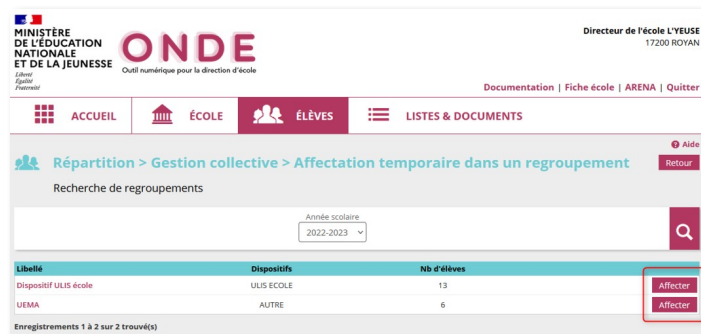 MINISTÈRE
DE L'ÉDUCATION
NATIONALE
ET DE LA JEUNESSE
Liberté
Égalité
Fraternité
ONDE
Outil numérique pour la direction d'école
Directeur de l'école L'YEUSE
17200 ROYAN
Documentation | Fiche école | ARENA | Quitter
ACCUEIL ÉCOLE ÉLÈVES LISTES & DOCUMENTS
Aide
Répartition > Gestion collective > Affectation temporaire dans un regroupement Retour
Recherche de regroupements
Année scolaire
2022-2023
Libellé Dispositifs Nb d'élèves
Dispositif ULIS école ULIS ECOLE 13 Affecter
UEMA AUTRE 6 Affecter
Enregistrements 1 à 2 sur 2 trouvé(s)